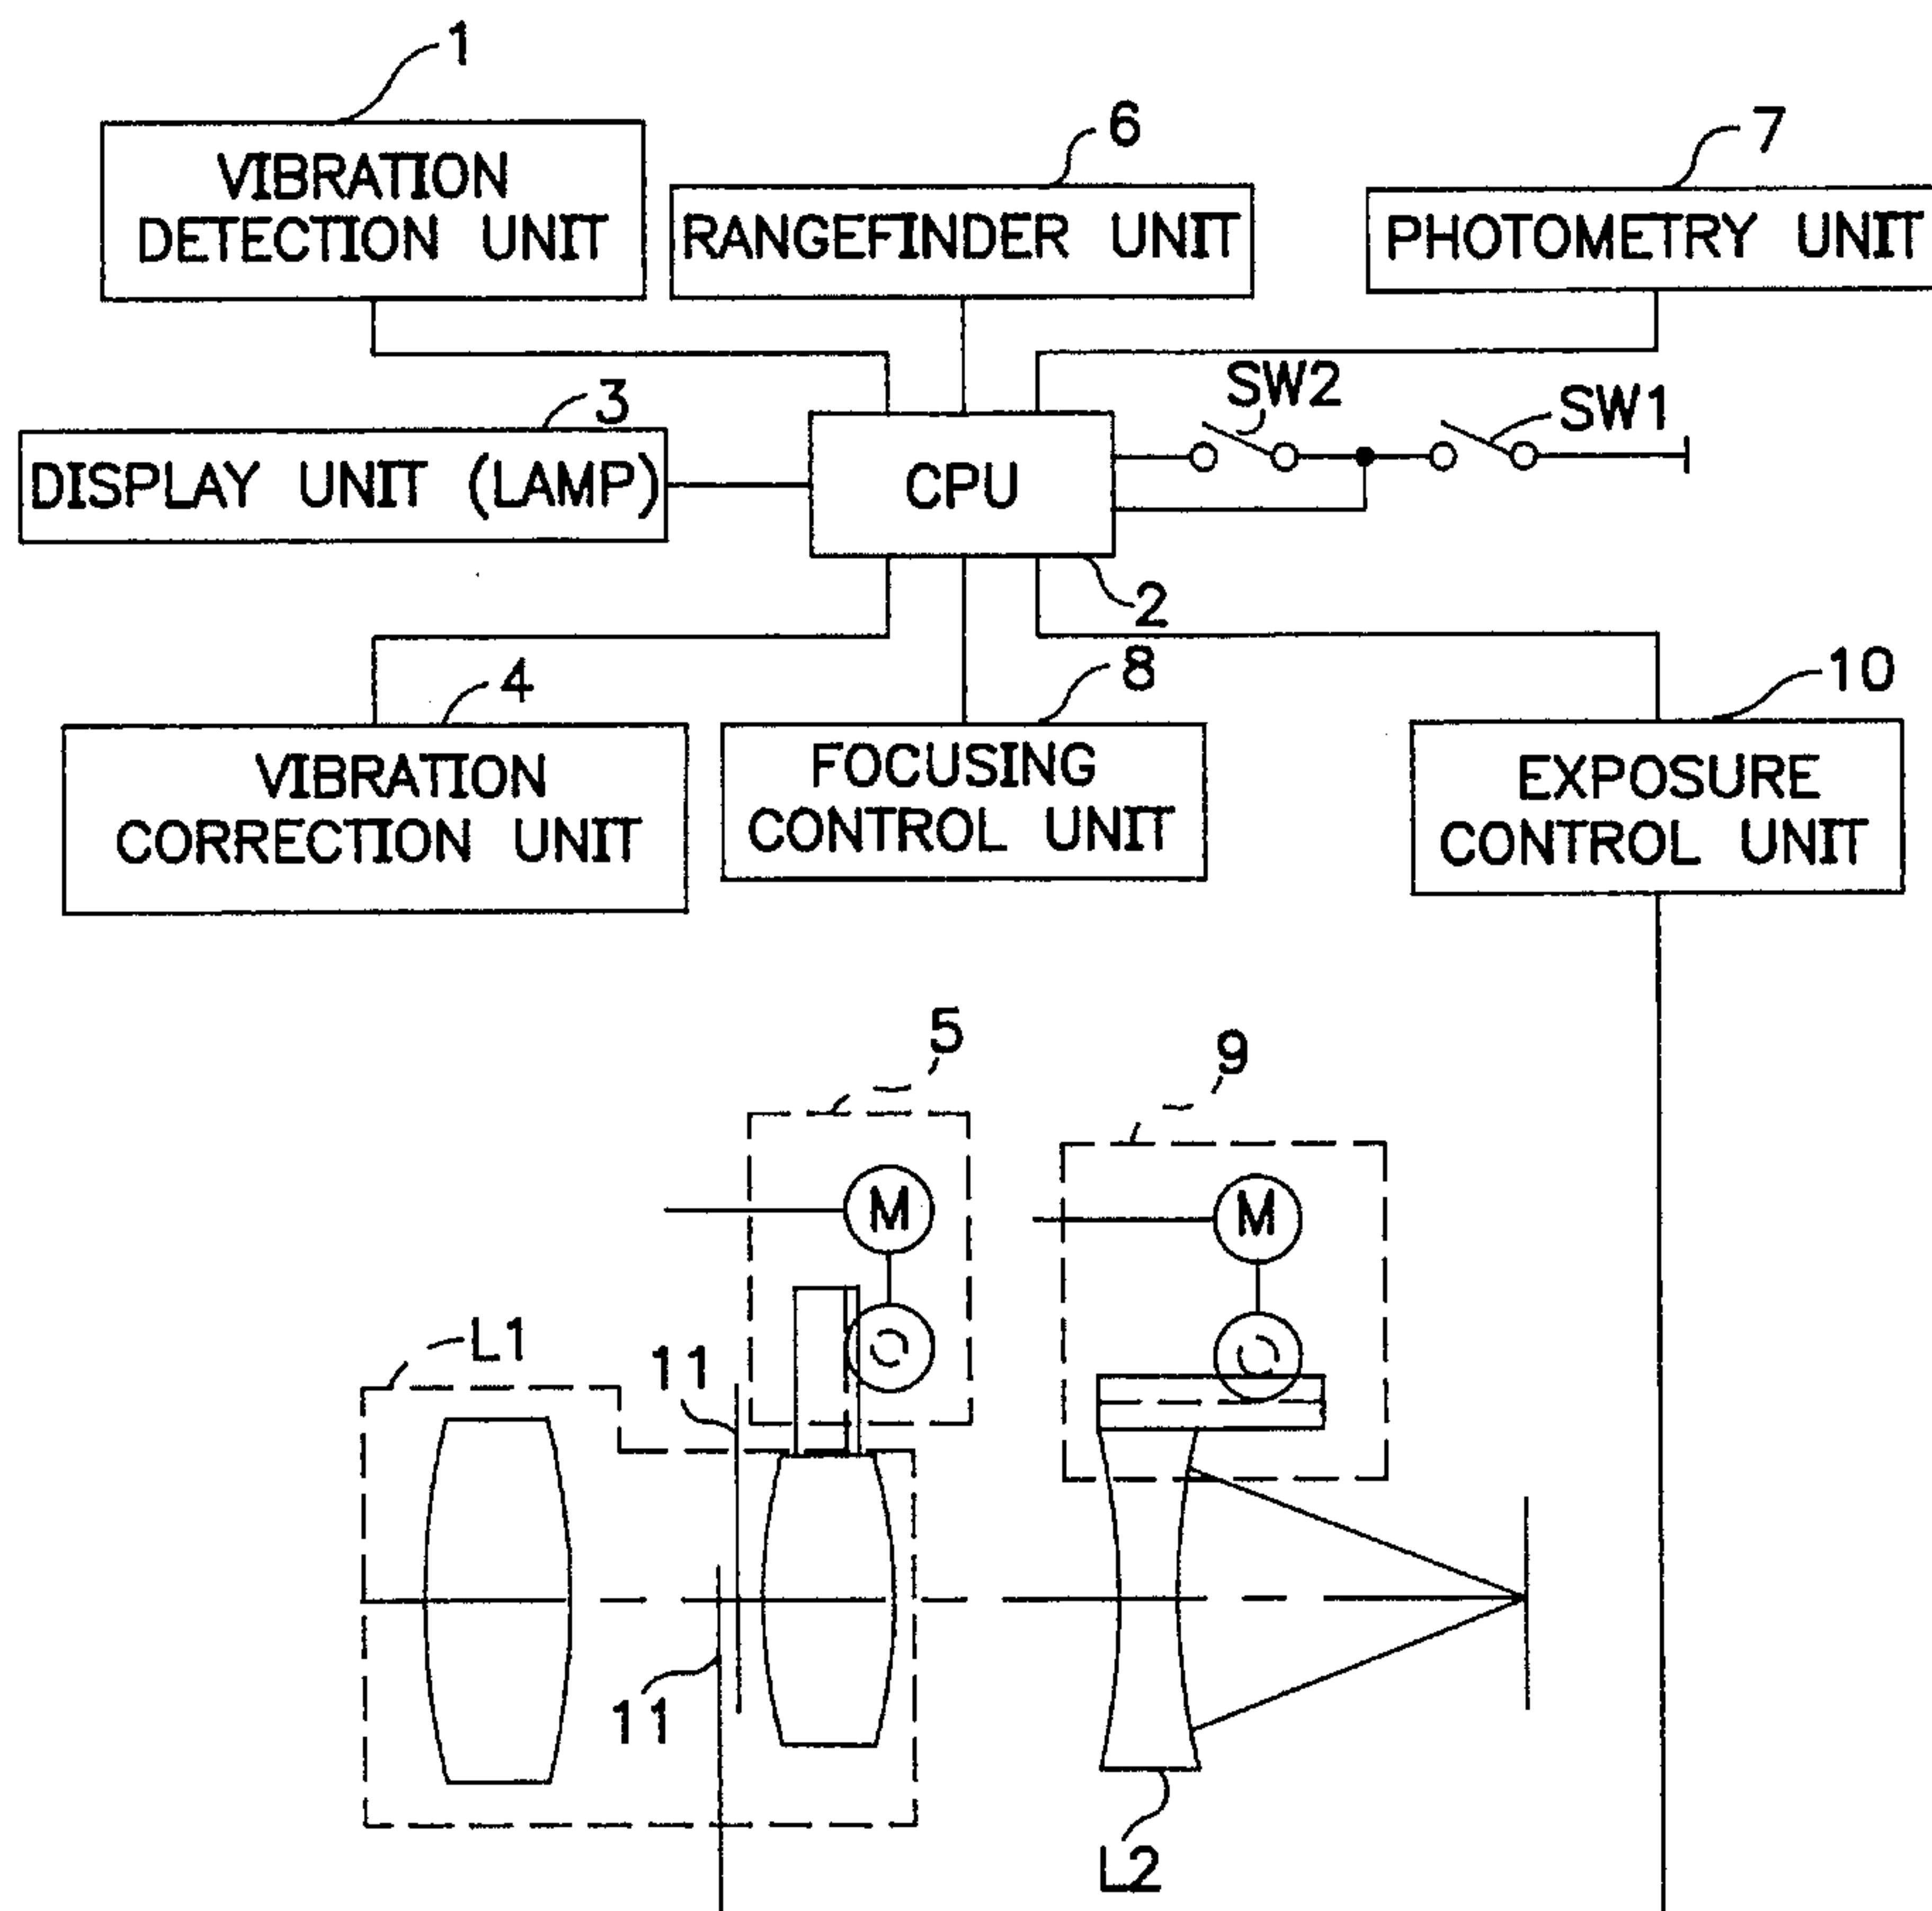 1
6
7
VIBRATION
DETECTION UNIT
RANGEFINDER UNIT
PHOTOMETRY UNIT
SW2
SW1
3
DISPLAY UNIT (LAMP)
CPU
2
4
8
10
VIBRATION
CORRECTION UNIT
FOCUSING
CONTROL UNIT
EXPOSURE
CONTROL UNIT
5
9
M
M
L1
11
11
L2